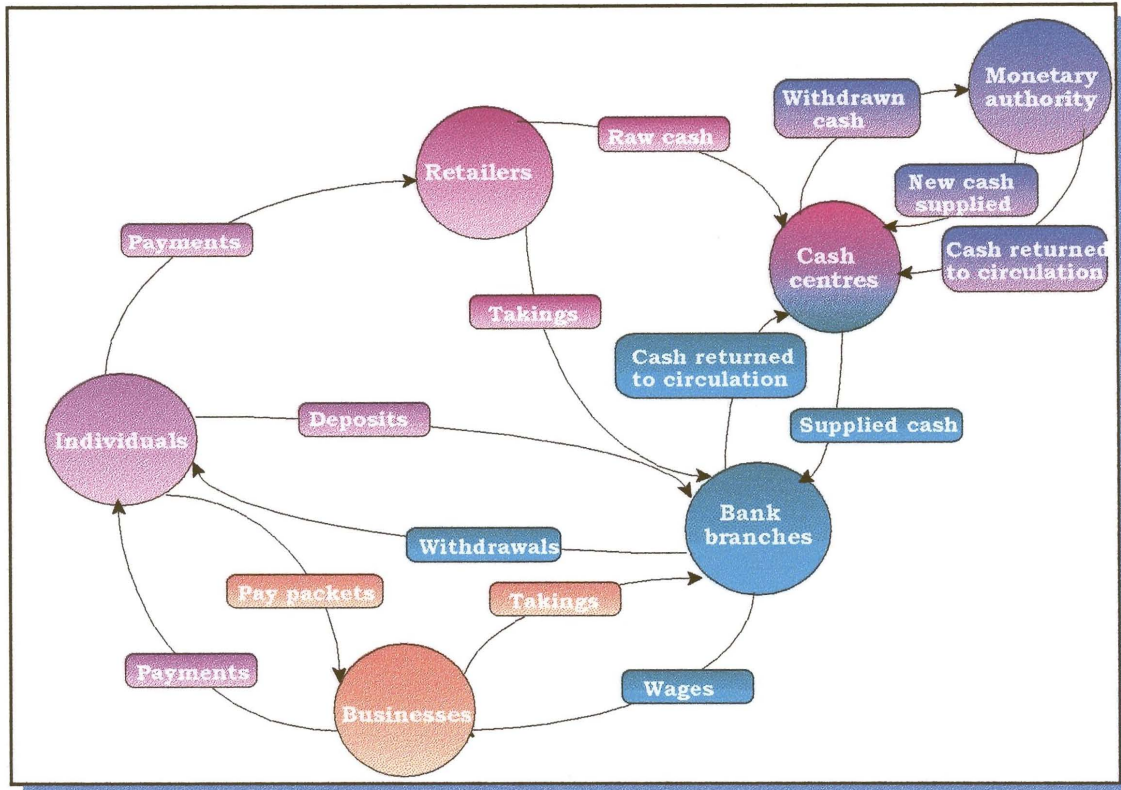 Monetary
authority
Withdrawn
cash
Raw cash
Retailers
New cash
supplied
Payments
Cash
centres
Cash returned
to circulation
Takings
Cash returned
to circulation
Deposits
Supplied cash
Individuals
Bank
branches
Withdrawals
Pay packets
Takings
Payments
Wages
Businesses